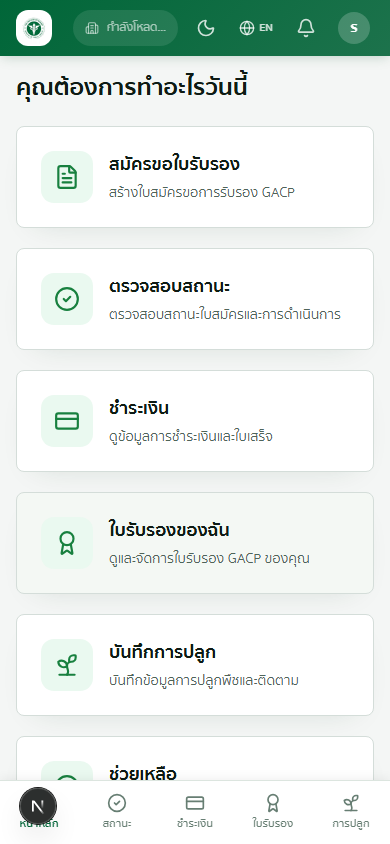 กำลังโหลด...
EN
S
คุณต้องการทำอะไรวันนี้
สมัครขอใบรับรอง
สร้างใบสมัครขอการรับรอง GACP
ตรวจสอบสถานะ
ตรวจสอบสถานะใบสมัครและการดำเนินการ
ชำระเงิน
ดูข้อมูลการชำระเงินและใบเสร็จ
ใบรับรองของฉัน
ดูและจัดการใบรับรอง GACP ของคุณ
บันทึกการปลูก
บันทึกข้อมูลการปลูกพืชและติดตาม
ช่วยเหลือ
N
สถานะ
ชำระเงิน
ใบรับรอง
การปลูก